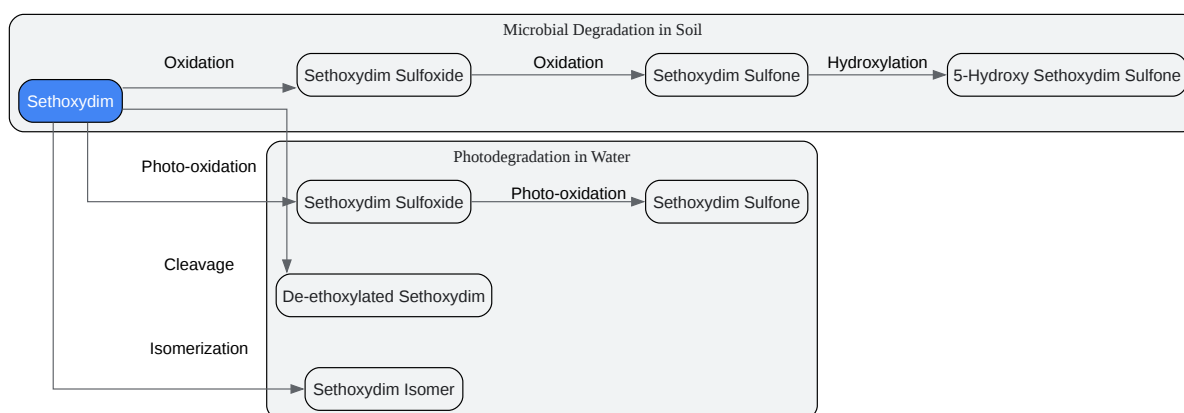 Microbial Degradation in Soil
Oxidation
Sethoxydim Sulfoxide
Oxidation
Sethoxydim Sulfone
Hydroxylation
5-Hydroxy Sethoxydim Sulfone
Sethoxydim
Photodegradation in Water
Photo-oxidation
Sethoxydim Sulfoxide
Photo-oxidation
Sethoxydim Sulfone
Cleavage
De-ethoxylated Sethoxydim
Isomerization
Sethoxydim Isomer